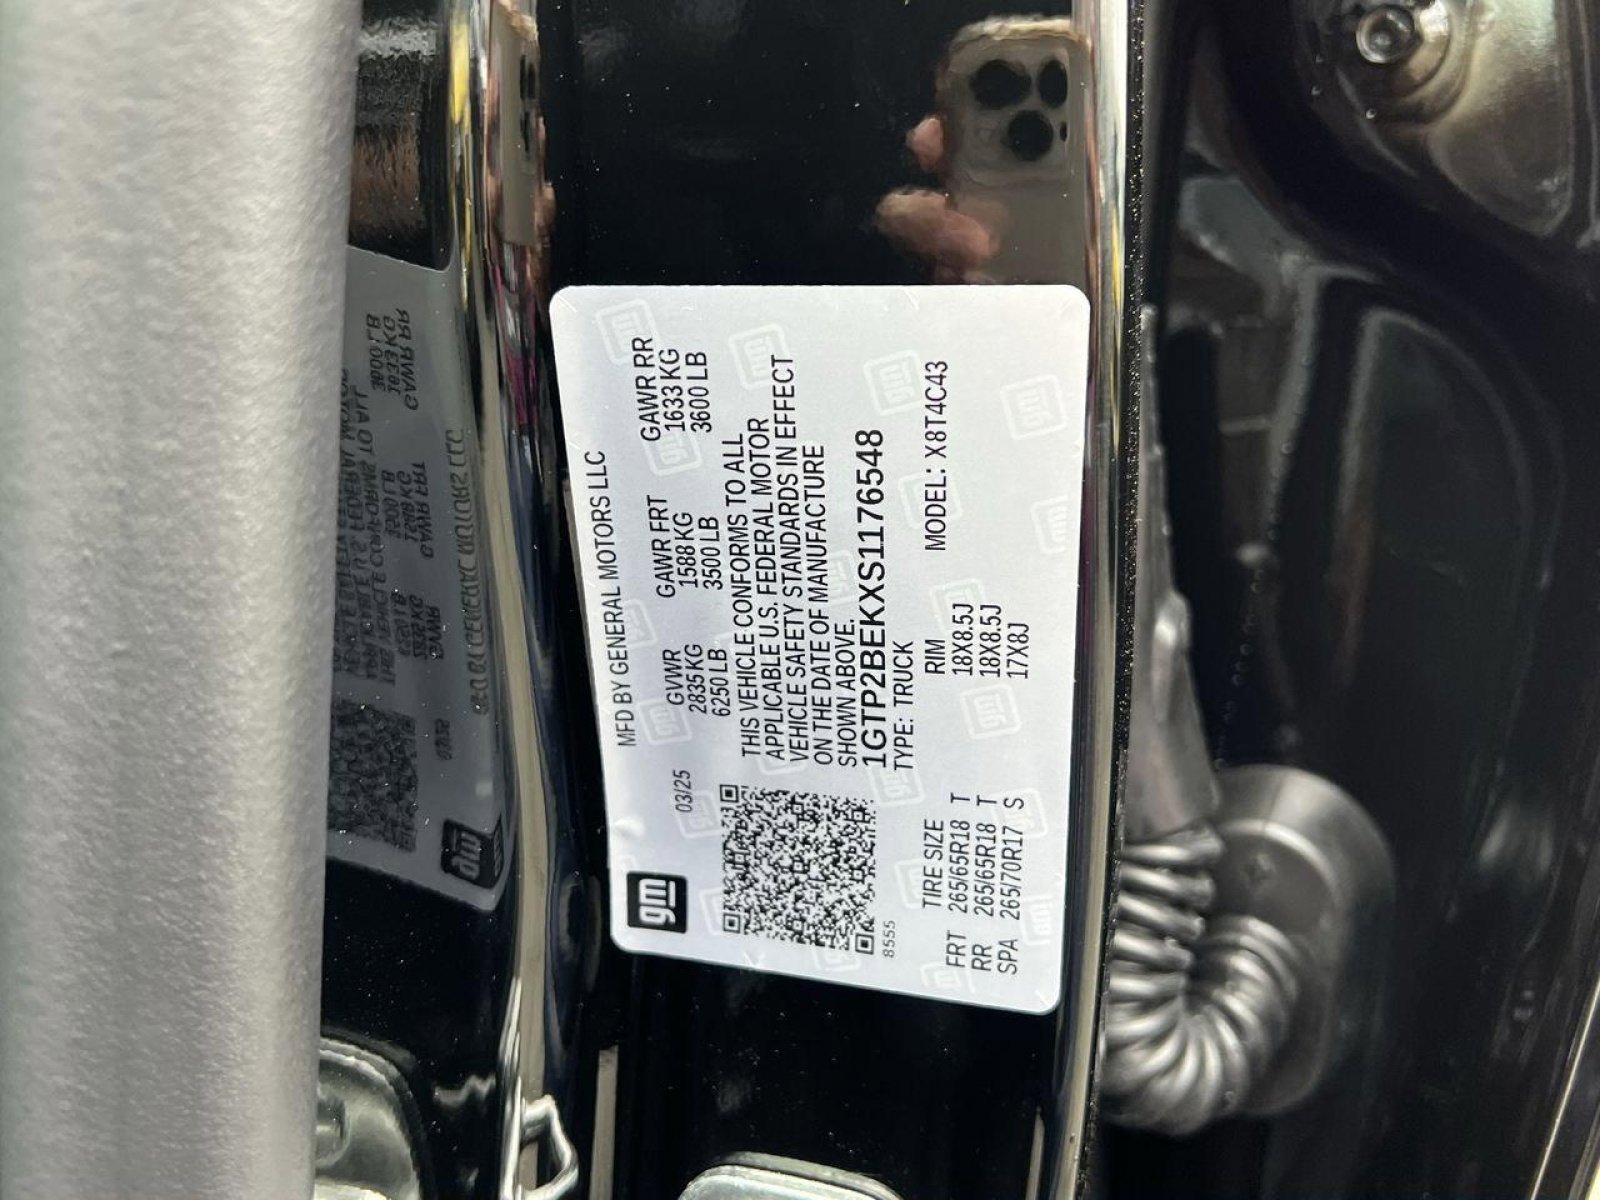 gm
MFD BY GENERAL MOTORS LLC
03/25
GVWR GAWR FRT GAWR RR
2835 KG 1588 KG 1633 KG
6250 LB 3500 LB 3600 LB
THIS VEHICLE CONFORMS TO ALL
APPLICABLE U.S. FEDERAL MOTOR
VEHICLE SAFETY STANDARDS IN EFFECT
ON THE DATE OF MANUFACTURE
SHOWN ABOVE.
1GTP2BEKXS1176548
8555
TYPE: TRUCK
TIRE SIZE RIM MODEL: X8T4C43
FRT 265/65R18 T 18X8.5J
RR 265/65R18 T 18X8.5J
SPA 265/70R17 S 17X8J